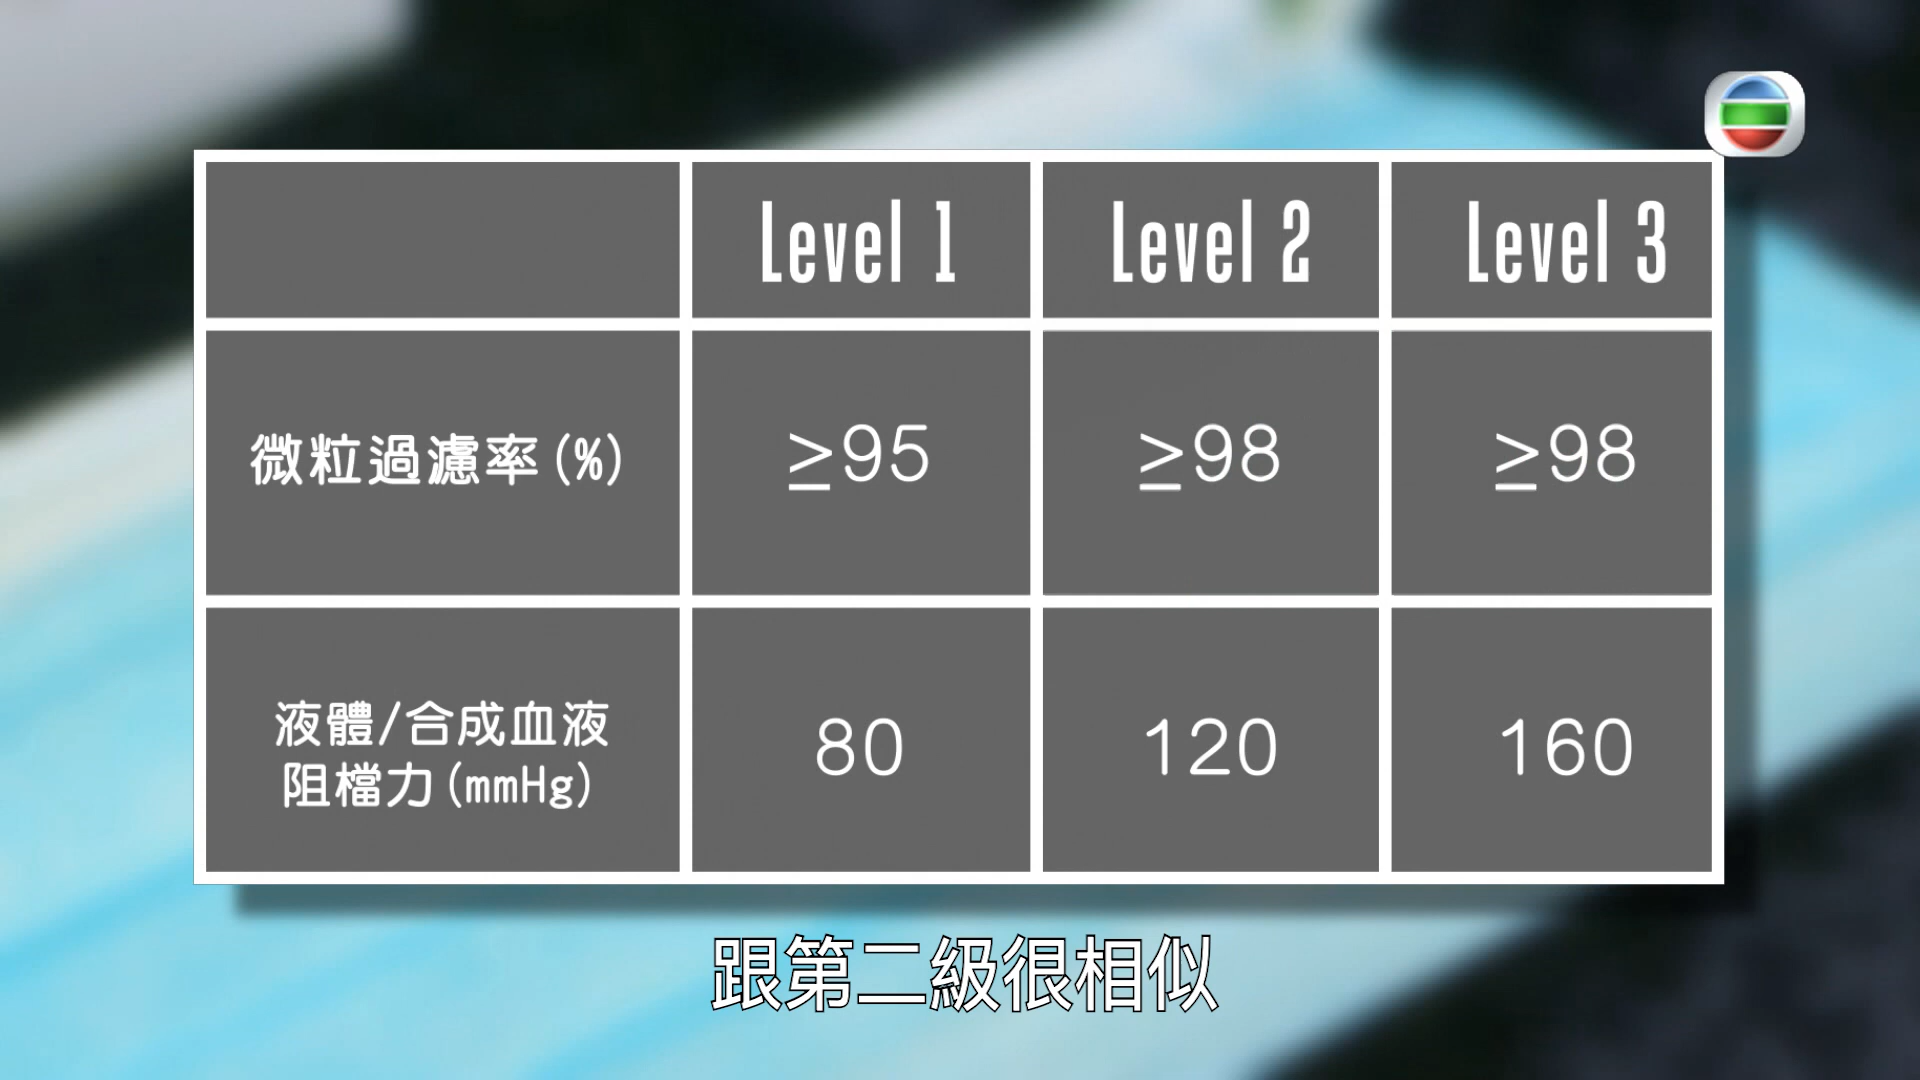 Level 1 Level 2 Level 3
微粒過濾率(%) ≥95 ≥98 ≥98
液體/合成血液
阻檔力(mmHg) 80 120 160
跟第二級很相似